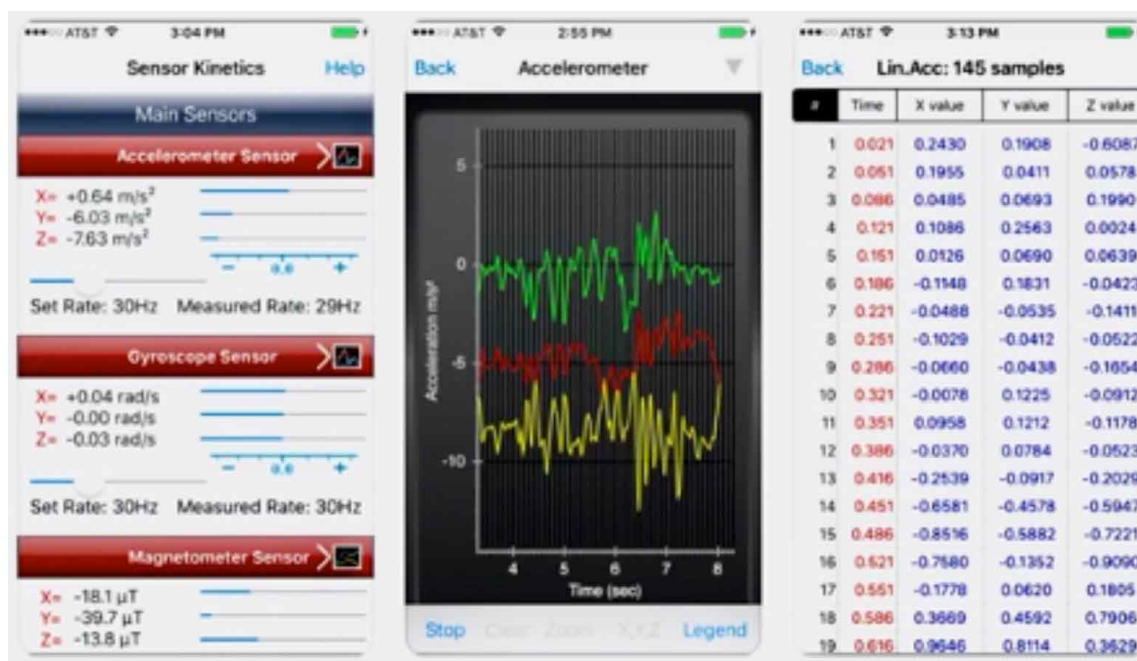 AT&T 3:04 PM
Sensor Kinetics Help
Main Sensors
Accelerometer Sensor
X= +0.64 m/s²
Y= -6.03 m/s²
Z= -7.63 m/s²
− 0.0 +
Set Rate: 30Hz Measured Rate: 29Hz
Gyroscope Sensor
X= +0.04 rad/s
Y= -0.00 rad/s
Z= -0.03 rad/s
− 0.0 +
Set Rate: 30Hz Measured Rate: 30Hz
Magnetometer Sensor
X= -18.1 µT
Y= -39.7 µT
Z= -13.8 µT
AT&T 2:55 PM
Back Accelerometer
5
0
-5
-10
Acceleration m/s²
4 5 6 7 8
Time (sec)
Stop Clear Zoom X,Y,Z Legend
AT&T 3:13 PM
Back Lin.Acc: 145 samples
# Time X value Y value Z value
1 0.021 0.2430 0.1908 -0.6087
2 0.051 0.1955 0.0411 0.0578
3 0.086 0.0485 0.0693 0.1990
4 0.121 0.1086 0.2563 0.0024
5 0.151 0.0126 0.0690 0.0639
6 0.186 -0.1148 0.1831 -0.0423
7 0.221 -0.0488 -0.0535 -0.1411
8 0.251 -0.1029 -0.0412 -0.0522
9 0.286 -0.0660 -0.0438 -0.1654
10 0.321 -0.0078 0.1225 -0.0912
11 0.351 0.0958 0.1212 -0.1178
12 0.386 -0.0370 0.0784 -0.0523
13 0.416 -0.2539 -0.0917 -0.2029
14 0.451 -0.6581 -0.4578 -0.5947
15 0.486 -0.8516 -0.5882 -0.7221
16 0.521 -0.7580 -0.1352 -0.9090
17 0.551 -0.1778 0.0620 0.1805
18 0.586 0.3669 0.4592 0.7906
19 0.616 0.9646 0.8114 0.3629